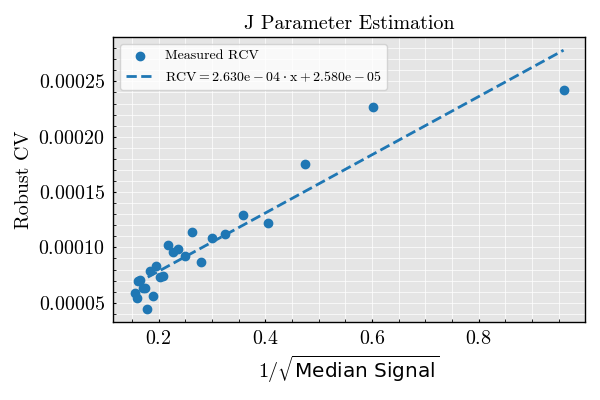 J Parameter Estimation
Measured RCV
RCV = 2.630e − 04 · x + 2.580e − 05
Robust CV
0.00025
0.00020
0.00015
0.00010
0.00005
0.2 0.4 0.6 0.8
1/√Median Signal